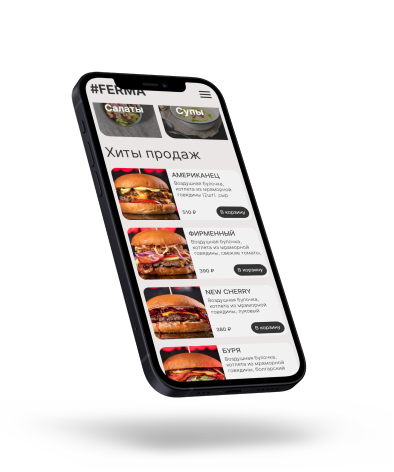 #FERMA
Салаты
Супы
Хиты продаж
АМЕРИКАНЕЦ
Воздушная булочка,
котлета из мраморной
говядины (2шт), сыр
510 ₽
В корзину
ФИРМЕННЫЙ
Воздушная булочка,
котлета из мраморной
говядины, свежие томаты,
390 ₽
В корзину
NEW CHERRY
Воздушная булочка,
котлета из мраморной
говядины, луковый
380 ₽
В корзину
БУРЯ
Воздушная булочка,
котлета из мраморной
говядины, болгарский